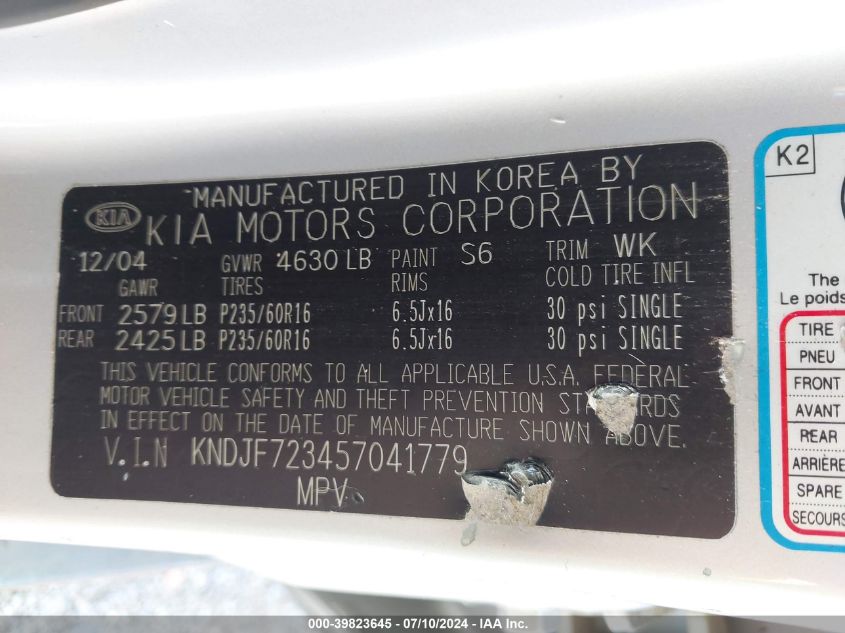 MANUFACTURED IN KOREA BY
KIA KIA MOTORS CORPORATION
12/04 GVWR 4630 LB PAINT S6 TRIM WK
GAWR TIRES RIMS COLD TIRE INFL
FRONT 2579 LB P235/60R16 6.5Jx16 30 psi SINGLE
REAR 2425 LB P235/60R16 6.5Jx16 30 psi SINGLE
THIS VEHICLE CONFORMS TO ALL APPLICABLE U.S.A. FEDERAL
MOTOR VEHICLE SAFETY AND THEFT PREVENTION
IN EFFECT ON THE DATE OF MANUFACTURE SHOWN ABOVE.
V.I.N KNDJF723457041779
MPV
K2
The
Le poids
TIRE
PNEU
FRONT
AVANT
REAR
ARRIÈRE
SPARE
SECOURS
000-39823645 - 07/10/2024 - IAA Inc.